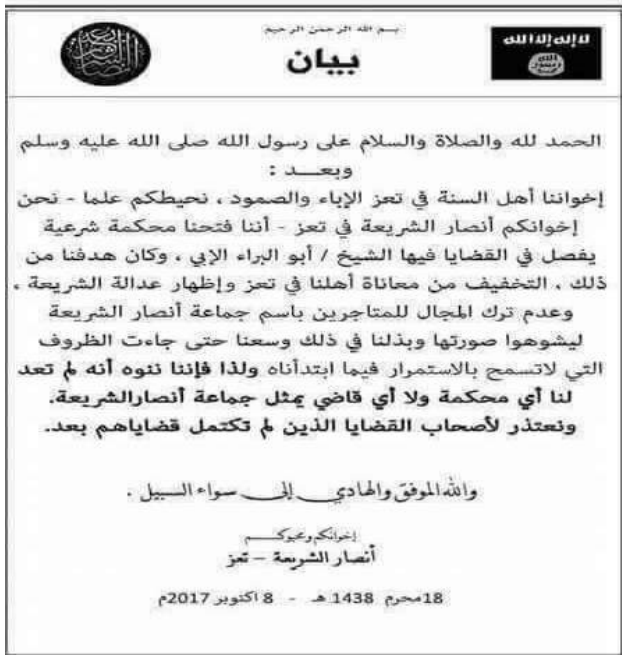 بسم الله الرحمن الرحيم
بيان
لا إله إلا الله
الله
رسول
محمد
الحمد لله والصلاة والسلام على رسول الله صلى الله عليه وسلم
وبعـــد :
إخواننا أهل السنة في تعز الإباء والصمود ، نحيطكم علما - نحن
إخوانكم أنصار الشريعة في تعز - أننا فتحنا محكمة شرعية
يفصل في القضايا فيها الشيخ / أبو البراء الإبي ، وكان هدفنا من
ذلك ، التخفيف من معاناة أهلنا في تعز وإظهار عدالة الشريعة ،
وعدم ترك المجال للمتاجرين باسم جماعة أنصار الشريعة
ليشوهوا صورتها وبذلنا في ذلك وسعنا حتى جاءت الظروف
التي لاتسمح بالاستمرار فيما ابتدأناه ولذا فإننا ننوه أنه لم تعد
لنا أي محكمة ولا أي قاضي يمثل جماعة أنصارالشريعة.
ونعتذر لأصحاب القضايا الذين لم تكتمل قضاياهم بعد.
والله الموفق والهادي إلى سواء السبيل .
إخوانكم ومحبوكم
أنصار الشريعة – تعز
18محرم 1438 هـ - 8 اكتوبر 2017م